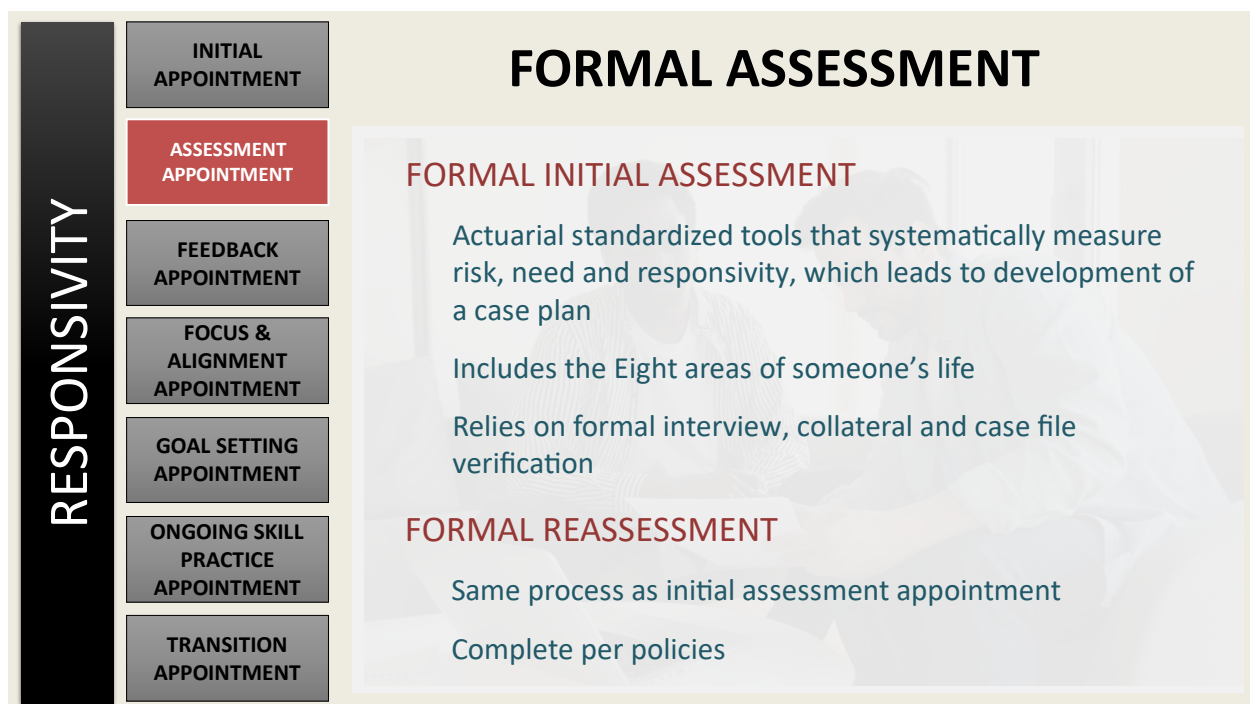 RESPONSIVITY
INITIAL
APPOINTMENT
ASSESSMENT
APPOINTMENT
FEEDBACK
APPOINTMENT
FOCUS &
ALIGNMENT
APPOINTMENT
GOAL SETTING
APPOINTMENT
ONGOING SKILL
PRACTICE
APPOINTMENT
TRANSITION
APPOINTMENT
FORMAL ASSESSMENT
FORMAL INITIAL ASSESSMENT
Actuarial standardized tools that systematically measure
risk, need and responsivity, which leads to development of
a case plan
Includes the Eight areas of someone’s life
Relies on formal interview, collateral and case file
verification
FORMAL REASSESSMENT
Same process as initial assessment appointment
Complete per policies